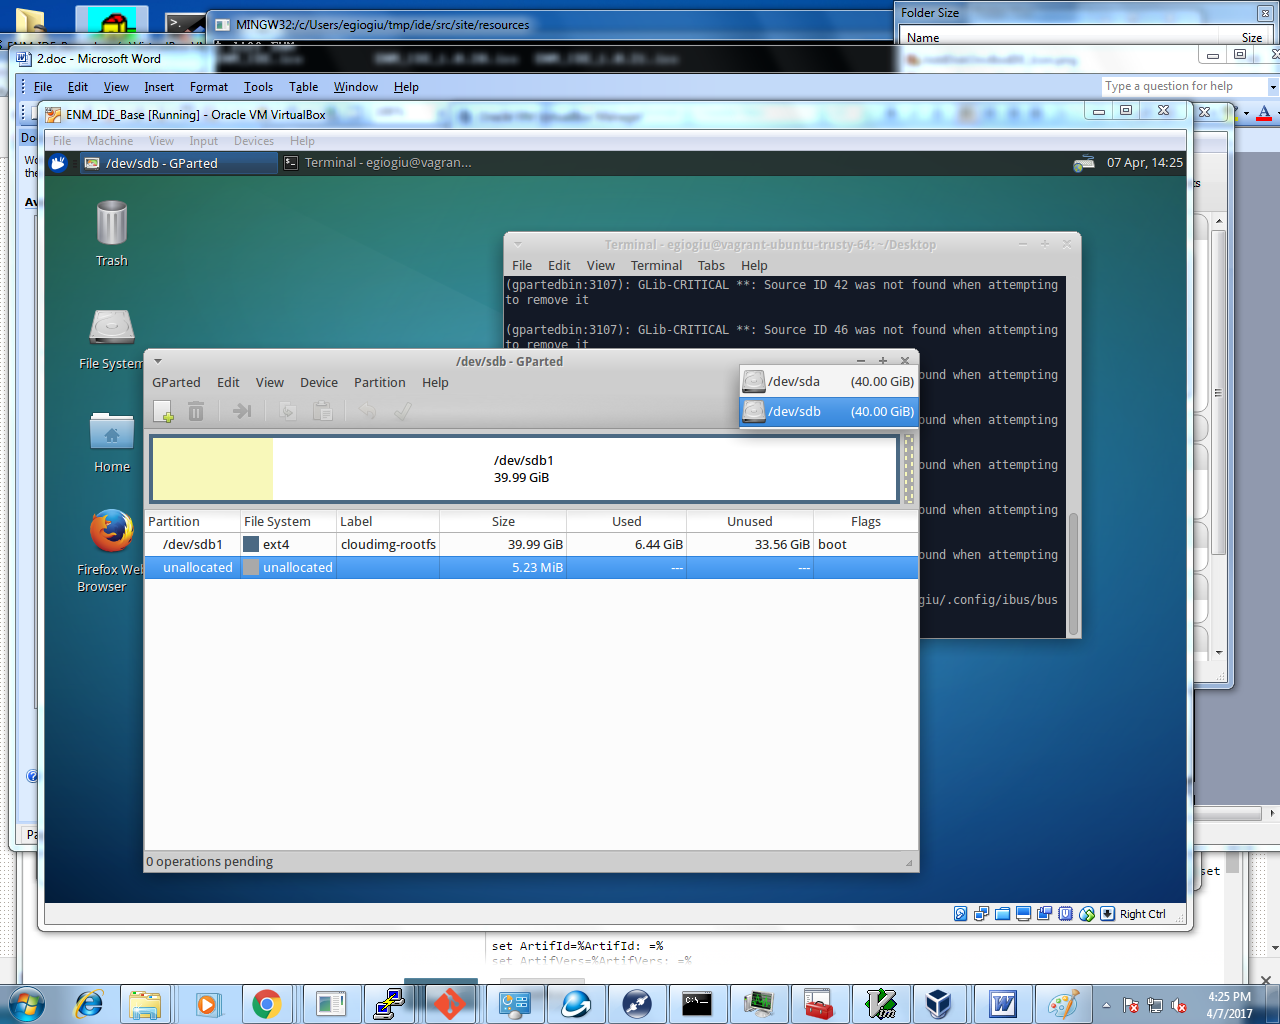 MINGW32:/c/Users/egiogiu/tmp/ide/src/site/resources
Folder Size
Name Size
2.doc - Microsoft Word
File Edit View Insert Format Tools Table Window Help
Type a question for help
ENM_IDE_Base [Running] - Oracle VM VirtualBox
File Machine View Input Devices Help
/dev/sdb - GParted
Terminal - egiogiu@vagran...
07 Apr, 14:25
Trash
File System
Home
Firefox We
Browser
Terminal - egiogiu@vagrant-ubuntu-trusty-64: ~/Desktop
File Edit View Terminal Tabs Help
(gpartedbin:3107): GLib-CRITICAL **: Source ID 42 was not found when attempting
to remove it
(gpartedbin:3107): GLib-CRITICAL **: Source ID 46 was not found when attempting
to remove it
ound when attempting
ound when attempting
ound when attempting
ound when attempting
ound when attempting
giu/.config/ibus/bus
/dev/sdb - GParted
GParted Edit View Device Partition Help
/dev/sda (40.00 GiB)
/dev/sdb (40.00 GiB)
/dev/sdb1
39.99 GiB
Partition File System Label Size Used Unused Flags
/dev/sdb1 ext4 cloudimg-rootfs 39.99 GiB 6.44 GiB 33.56 GiB boot
unallocated unallocated 5.23 MiB --- ---
0 operations pending
Right Ctrl
set
set ArtifId=%ArtifId: =%
set ArtifVers=%ArtifVers: =%
4:25 PM
4/7/2017